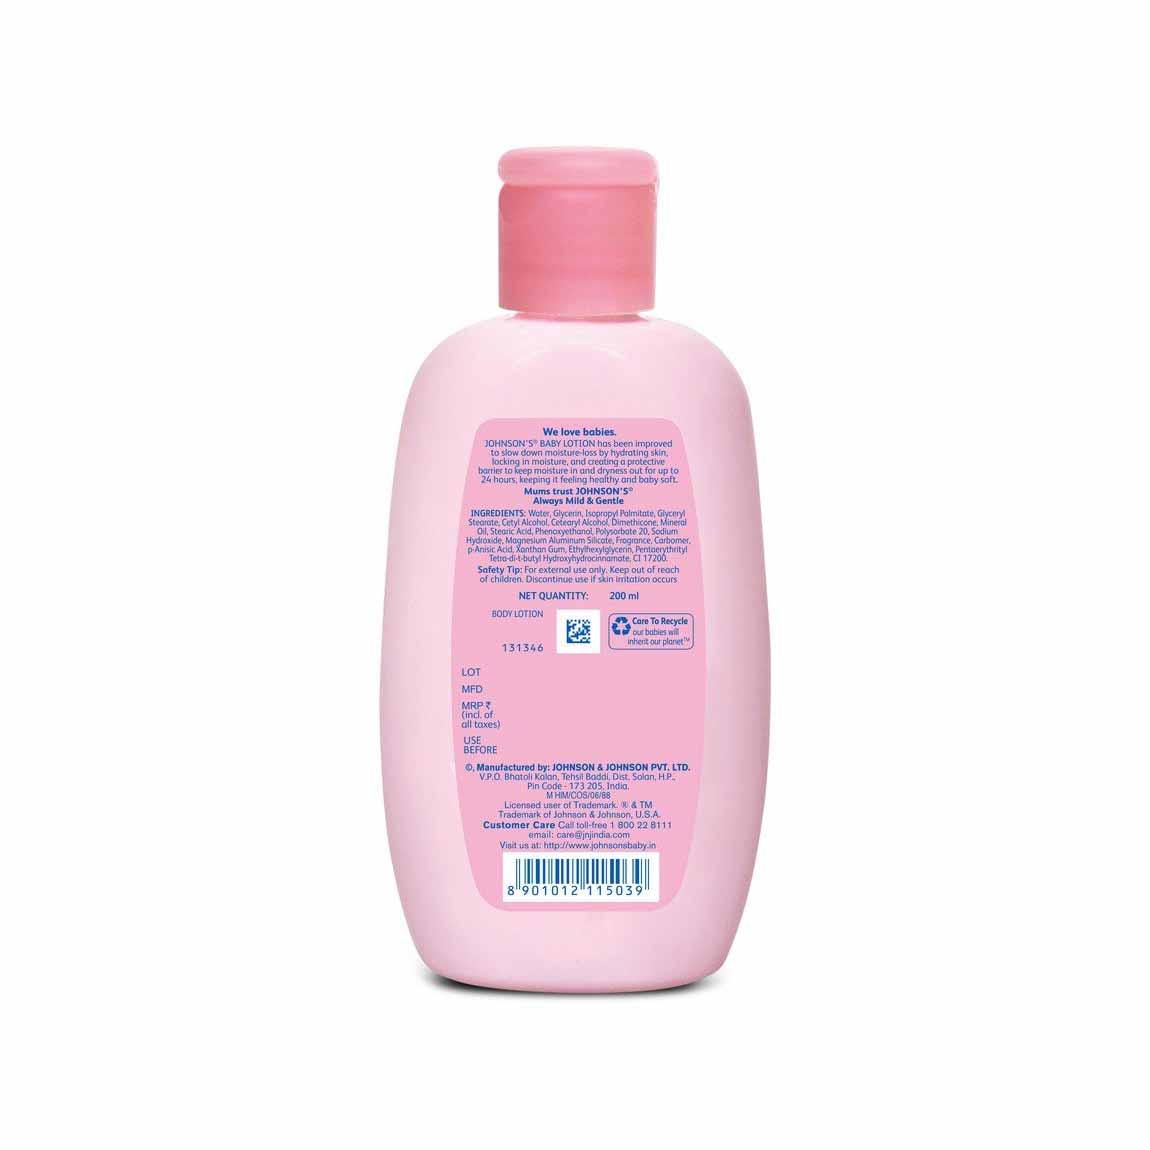 We love babies.
JOHNSON'S® BABY LOTION has been improved
to slow down moisture-loss by hydrating skin,
locking in moisture, and creating a protective
barrier to keep moisture in and dryness out for up to
24 hours, keeping it feeling healthy and baby soft.
Mums trust JOHNSON'S®
Always Mild & Gentle
INGREDIENTS: Water, Glycerin, Isopropyl Palmitate, Glyceryl
Stearate, Cetyl Alcohol, Cetearyl Alcohol, Dimethicone, Mineral
Oil, Stearic Acid, Phenoxyethanol, Polysorbate 20, Sodium
Hydroxide, Magnesium Aluminum Silicate, Fragrance, Carbomer,
p-Anisic Acid, Xanthan Gum, Ethylhexylglycerin, Pentaerythrityl
Tetra-di-t-butyl Hydroxyhydrocinnamate, CI 17200.
Safety Tip: For external use only. Keep out of reach
of children. Discontinue use if skin irritation occurs
NET QUANTITY: 200 ml
BODY LOTION
131346
Care To Recycle
our babies will
inherit our planet™
LOT
MFD
MRP ₹
(incl. of
all taxes)
USE
BEFORE
©, Manufactured by: JOHNSON & JOHNSON PVT. LTD.
V.P.O. Bhatoli Kalan, Tehsil Baddi, Dist. Solan, H.P.,
Pin Code - 173 205, India.
M HIM/COS/06/88
Licensed user of Trademark. ® & TM
Trademark of Johnson & Johnson, U.S.A.
Customer Care Call toll-free 1 800 22 8111
email: care@jnjindia.com
Visit us at: http://www.johnsonsbaby.in
8 901012 115039